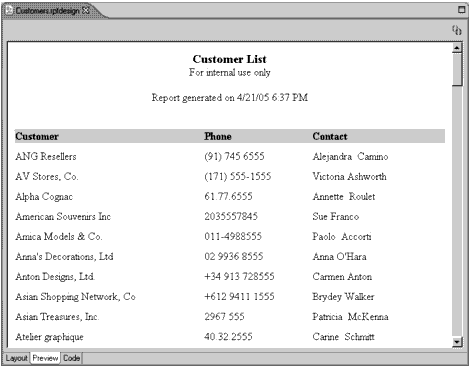 Customers.rptdesign
Customer List
For internal use only
Report generated on 4/21/05 6:37 PM
Customer Phone Contact
ANG Resellers (91) 745 6555 Alejandra Camino
AV Stores, Co. (171) 555-1555 Victoria Ashworth
Alpha Cognac 61.77.6555 Annette Roulet
American Souvenirs Inc 2035557845 Sue Franco
Amica Models & Co. 011-4988555 Paolo Accorti
Anna's Decorations, Ltd 02 9936 8555 Anna O'Hara
Anton Designs, Ltd. +34 913 728555 Carmen Anton
Asian Shopping Network, Co +612 9411 1555 Brydey Walker
Asian Treasures, Inc. 2967 555 Patricia McKenna
Atelier graphique 40.32.2555 Carine Schmitt
Layout Preview Code